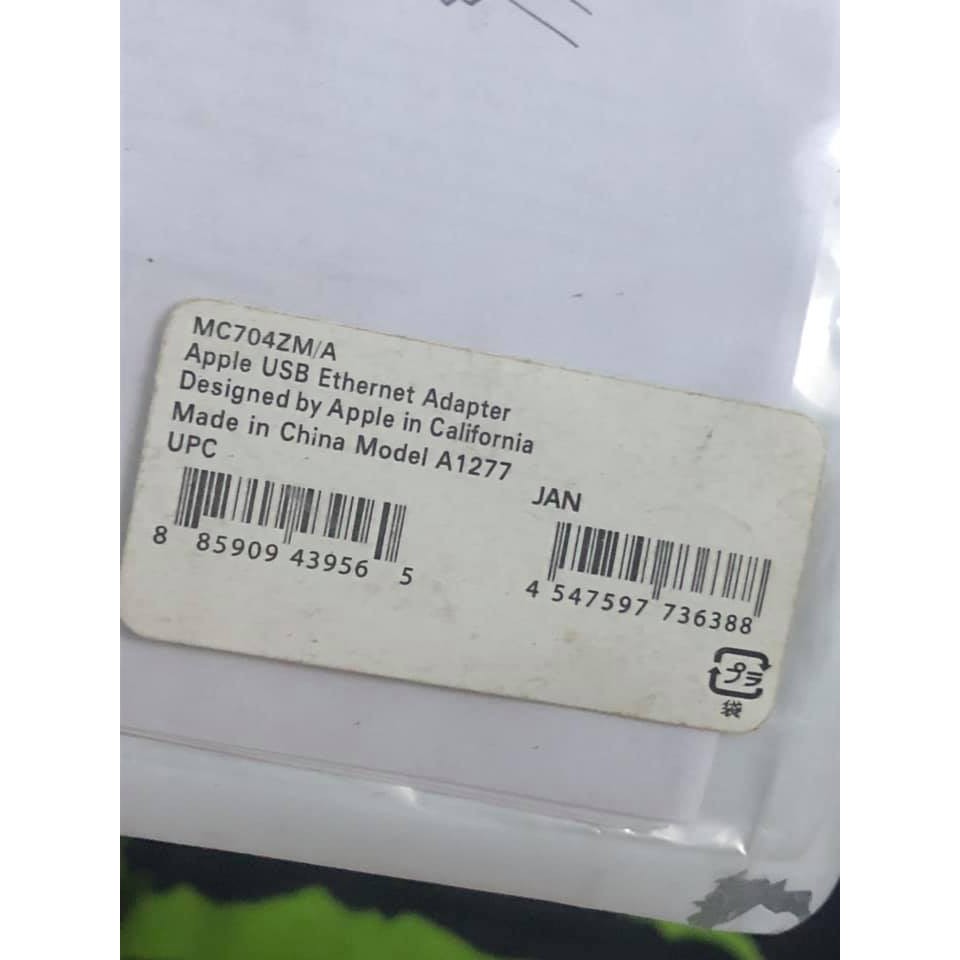 MC704ZM/A
Apple USB Ethernet Adapter
Designed by Apple in California
Made in China Model A1277
UPC
8 85909 43956 5
JAN
4 547597 736388
プラ
袋